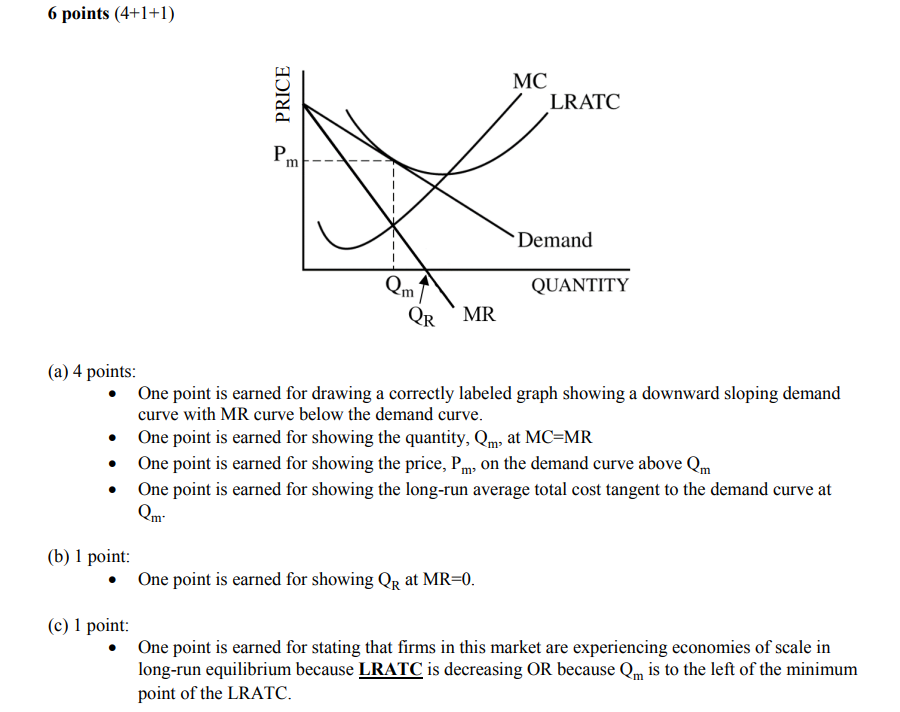 6 points (4+1+1)
PRICE
MC
LRATC
Pm
Demand
Qm
QUANTITY
QR
MR
(a) 4 points:
• One point is earned for drawing a correctly labeled graph showing a downward sloping demand
curve with MR curve below the demand curve.
• One point is earned for showing the quantity, Qm, at MC=MR
• One point is earned for showing the price, Pm, on the demand curve above Qm
• One point is earned for showing the long-run average total cost tangent to the demand curve at
Qm.
(b) 1 point:
• One point is earned for showing QR at MR=0.
(c) 1 point:
• One point is earned for stating that firms in this market are experiencing economies of scale in
long-run equilibrium because LRATC is decreasing OR because Qm is to the left of the minimum
point of the LRATC.